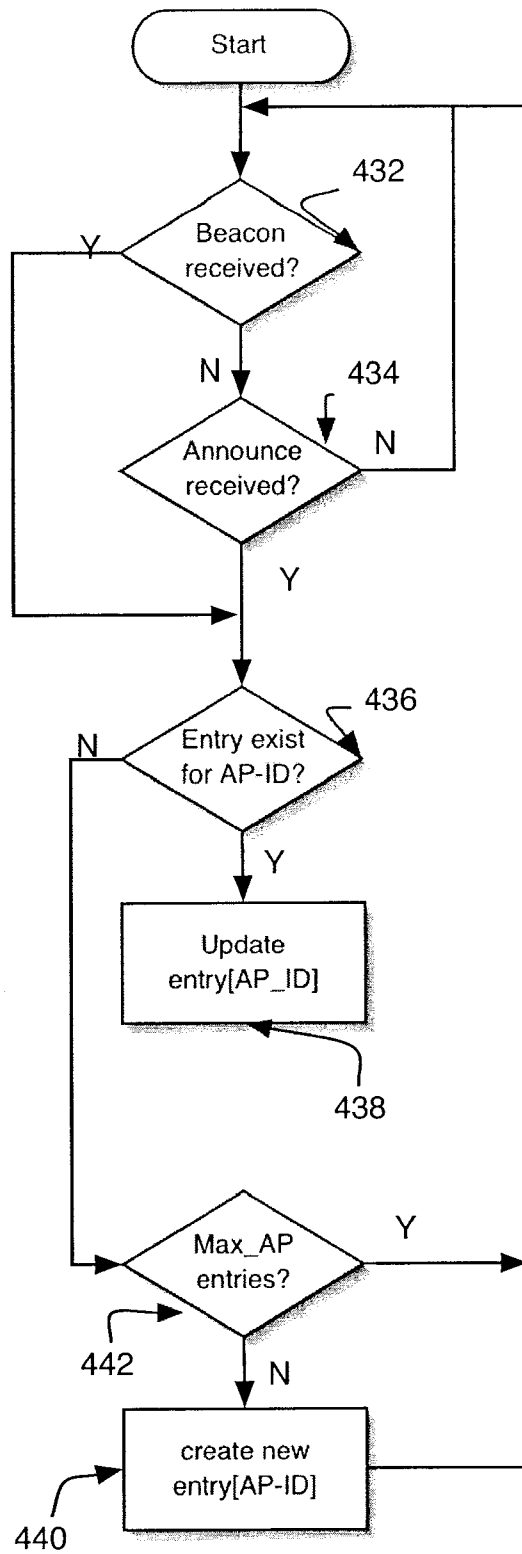 Start
432
Beacon
received?
Y
N
434
Announce
received?
N
Y
436
Entry exist
for AP-ID?
N
Y
Update
entry[AP_ID]
438
Max_AP
entries?
Y
442
N
create new
entry[AP-ID]
440